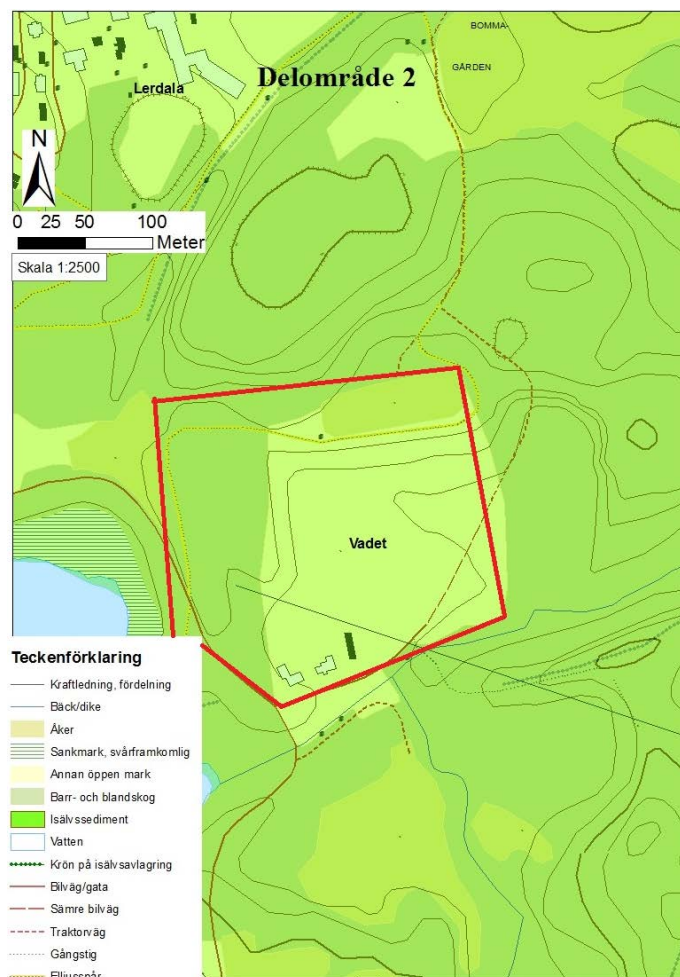 BOMMA-
Delområde 2
GÅRDEN
Lerdala
N
0 25 50 100
Meter
Skala 1:2500
Vadet
Teckenförklaring
Kraftledning, fördelning
Bäck/dike
Åker
Sankmark, svårframkomlig
Annan öppen mark
Barr- och blandskog
Isälvssediment
Vatten
Krön på isälvsavlagring
Bilväg/gata
Sämre bilväg
Traktorväg
Gångstig
Elljusspår